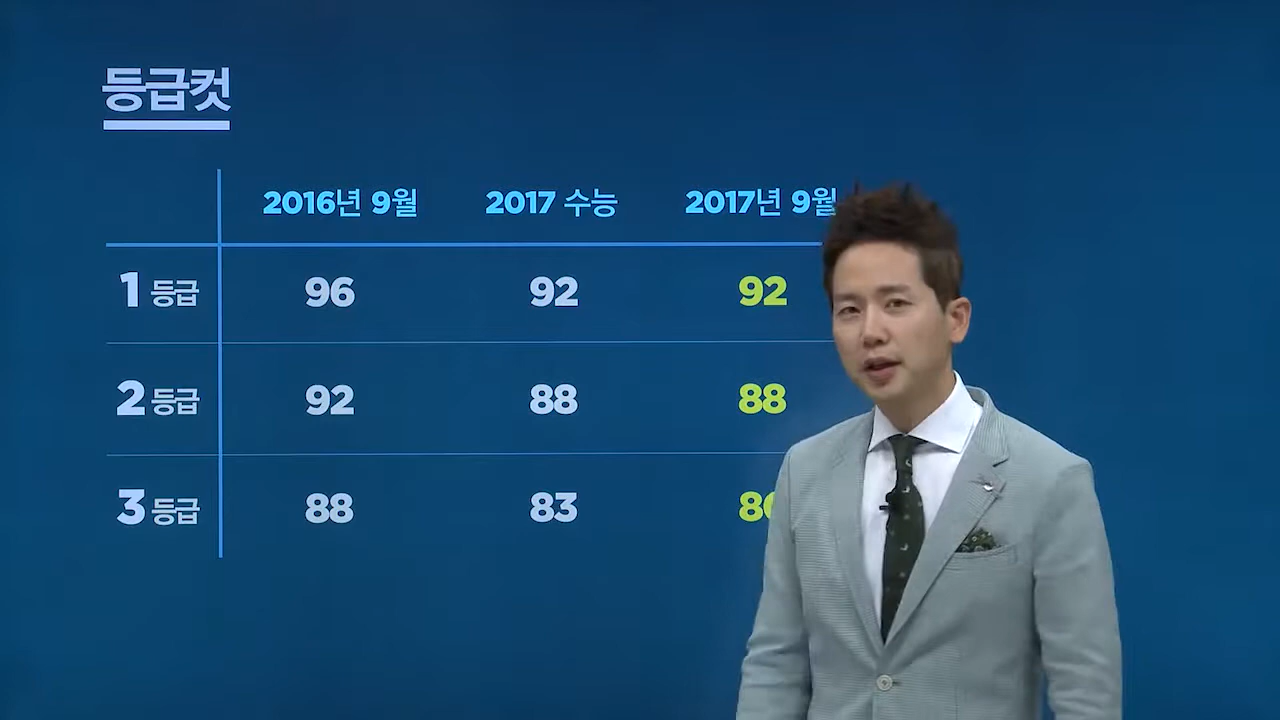 등급컷
2016년 9월 2017 수능 2017년 9월
1등급 96 92 92
2등급 92 88 88
3등급 88 83